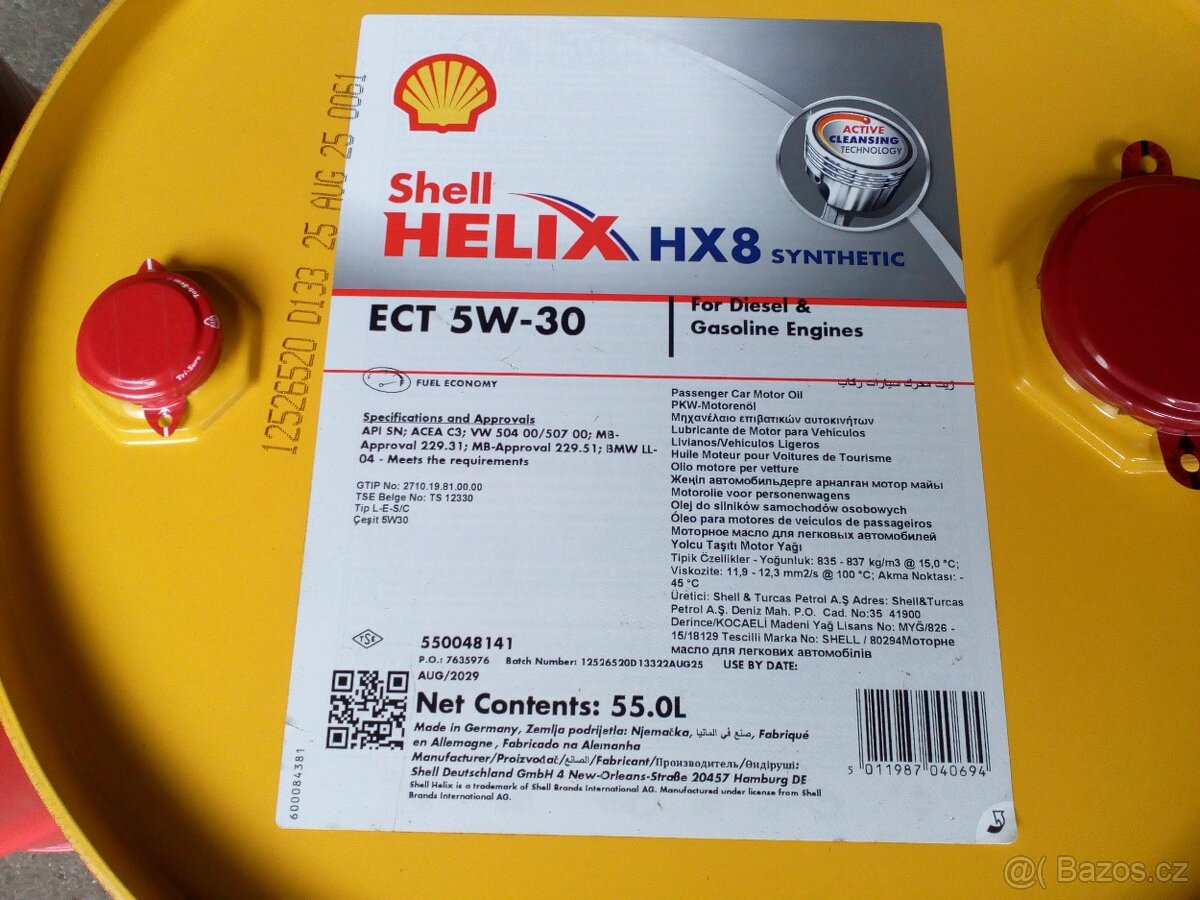 ACTIVE
CLEANSING
TECHNOLOGY
Shell
HELIX HX8 SYNTHETIC
ECT 5W-30
For Diesel &
Gasoline Engines
FUEL ECONOMY
Specifications and Approvals
API SN; ACEA C3; VW 504 00/507 00; MB-
Approval 229.31; MB-Approval 229.51; BMW LL-
04 - Meets the requirements
GTIP No: 2710.19.81.00.00
TSE Belge No: TS 12330
Tip L-E-S/C
Çeşit 5W30
زيت محرك سيارات ركاب
Passenger Car Motor Oil
PKW-Motorenöl
Μηχανέλαιο επιβατικών αυτοκινήτων
Lubricante de Motor para Vehículos
Livianos/Vehículos Ligeros
Huile Moteur pour Voitures de Tourisme
Olio motore per vetture
Жеңіл автомобильдерге арналған мотор майы
Motorolie voor personenwagens
Olej do silników samochodów osobowych
Óleo para motores de veículos de passageiros
Моторное масло для легковых автомобилей
Yolcu Taşıtı Motor Yağı
Tipik Özellikler - Yoğunluk: 835 - 837 kg/m3 @ 15,0 °C;
Viskozite: 11,9 - 12,3 mm2/s @ 100 °C; Akma Noktası: -
45 °C
Üretici: Shell & Turcas Petrol A.Ş Adres: Shell&Turcas
Petrol A.Ş. Deniz Mah. P.O. Cad. No:35 41900
Derince/KOCAELİ Madeni Yağ Lisans No: MYĞ/826 -
15/18129 Tescilli Marka No: SHELL / 80294Моторне
масло для легкових автомобілів
TSE
550048141
P.O.: 7635976 Batch Number: 12526520D13322AUG25 USE BY DATE:
AUG/2029
Net Contents: 55.0L
Made in Germany, Zemlja podrijetla: Njemačka, صنع في المانيا, Fabriqué
en Allemagne, Fabricado na Alemanha
Manufacturer/Proizvođač/الصانع/Fabricant/Производитель/Өндіруші:
Shell Deutschland GmbH 4 New-Orleans-Straße 20457 Hamburg DE
Shell Helix is a trademark of Shell Brands International AG. Manufactured under license from Shell
Brands International AG.
5 011987 040694
600084381
12526520 D133 25 AUG 25 0061
Tab-Seal
Tri-Sure
@( Bazos.cz